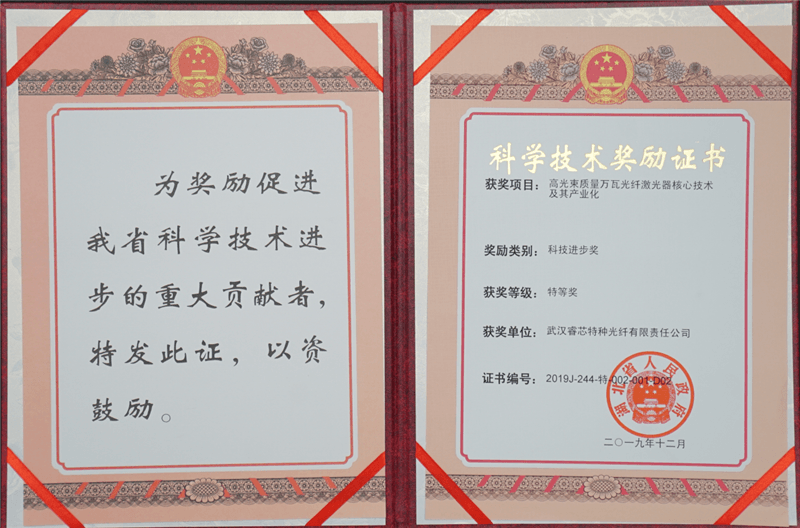 为奖励促进
我省科学技术进
步的重大贡献者，
特发此证，以资
鼓励。
科学技术奖励证书
获奖项目：高光束质量万瓦光纤激光器核心技术
及其产业化
奖励类别：科技进步奖
获奖等级：特等奖
获奖单位：武汉睿芯特种光纤有限责任公司
证书编号：2019J-244-特-002-001-D02
湖北省人民政府
二〇一九年十二月